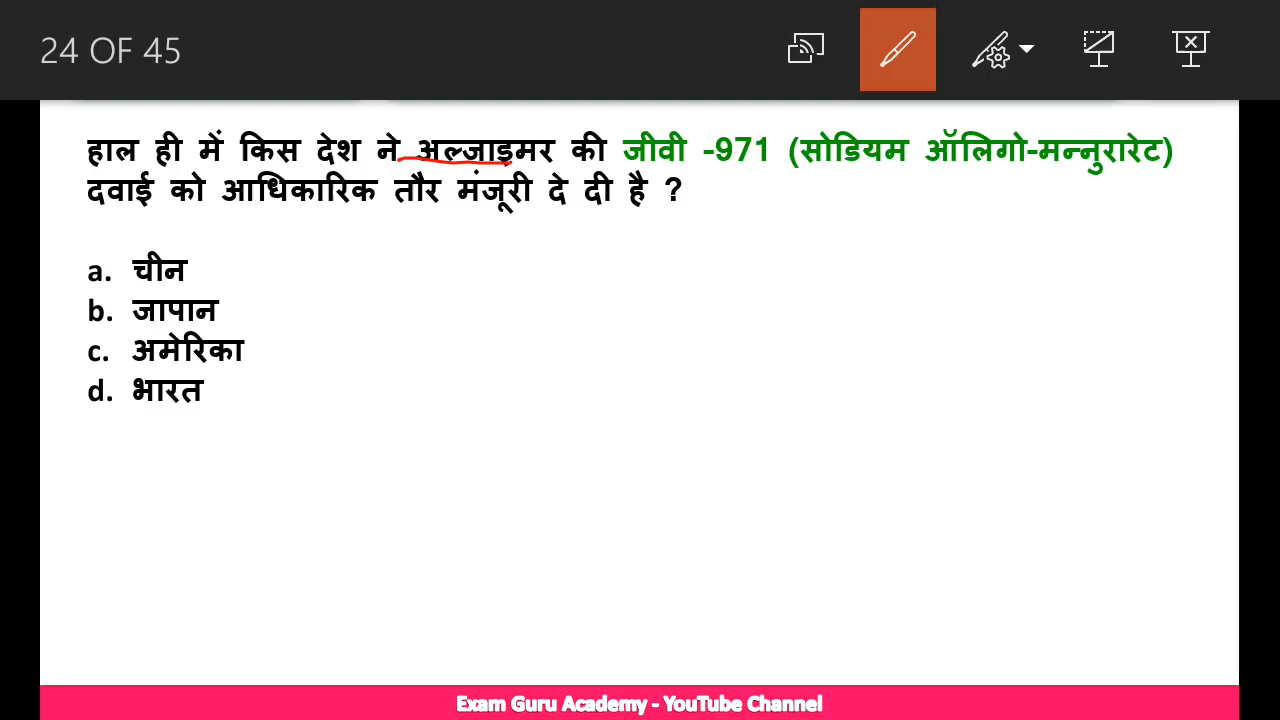 24 OF 45
हाल ही में किस देश ने अल्ज़ाइमर की जीवी -971 (सोडियम ऑलिगो-मन्नुरारेट)
दवाई को आधिकारिक तौर मंजूरी दे दी है ?
a. चीन
b. जापान
c. अमेरिका
d. भारत
Exam Guru Academy - YouTube Channel